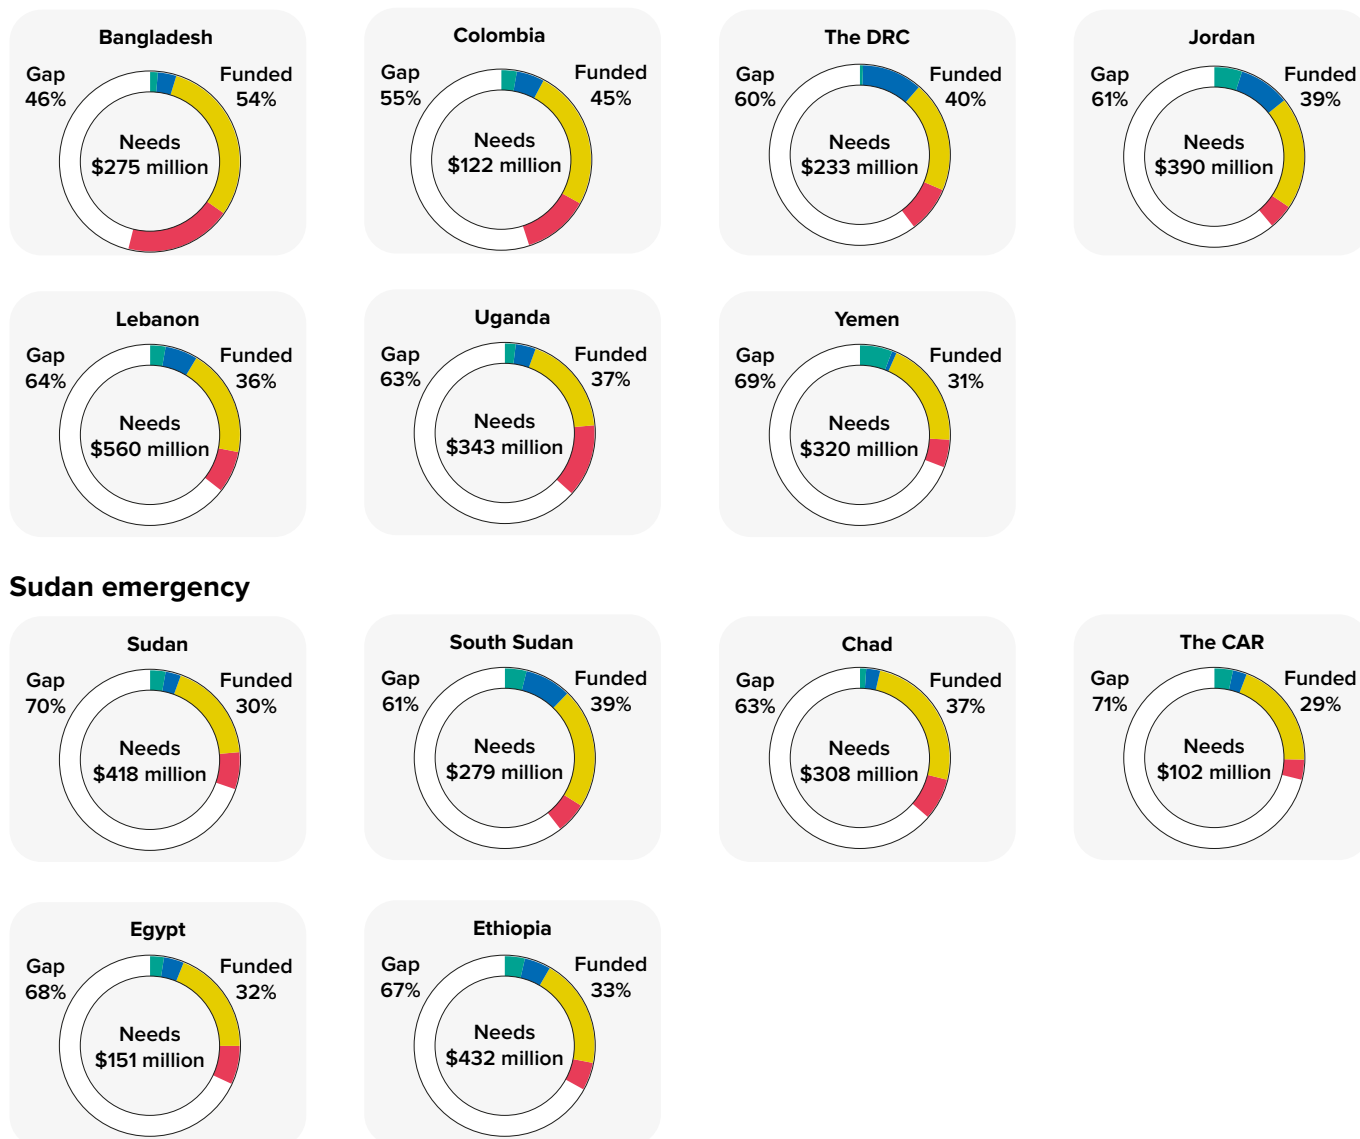 Bangladesh
Gap
46%
Funded
54%
Needs
$275 million
Colombia
Gap
55%
Funded
45%
Needs
$122 million
The DRC
Gap
60%
Funded
40%
Needs
$233 million
Jordan
Gap
61%
Funded
39%
Needs
$390 million
Lebanon
Gap
64%
Funded
36%
Needs
$560 million
Uganda
Gap
63%
Funded
37%
Needs
$343 million
Yemen
Gap
69%
Funded
31%
Needs
$320 million
Sudan emergency
Sudan
Gap
70%
Funded
30%
Needs
$418 million
South Sudan
Gap
61%
Funded
39%
Needs
$279 million
Chad
Gap
63%
Funded
37%
Needs
$308 million
The CAR
Gap
71%
Funded
29%
Needs
$102 million
Egypt
Gap
68%
Funded
32%
Needs
$151 million
Ethiopia
Gap
67%
Funded
33%
Needs
$432 million